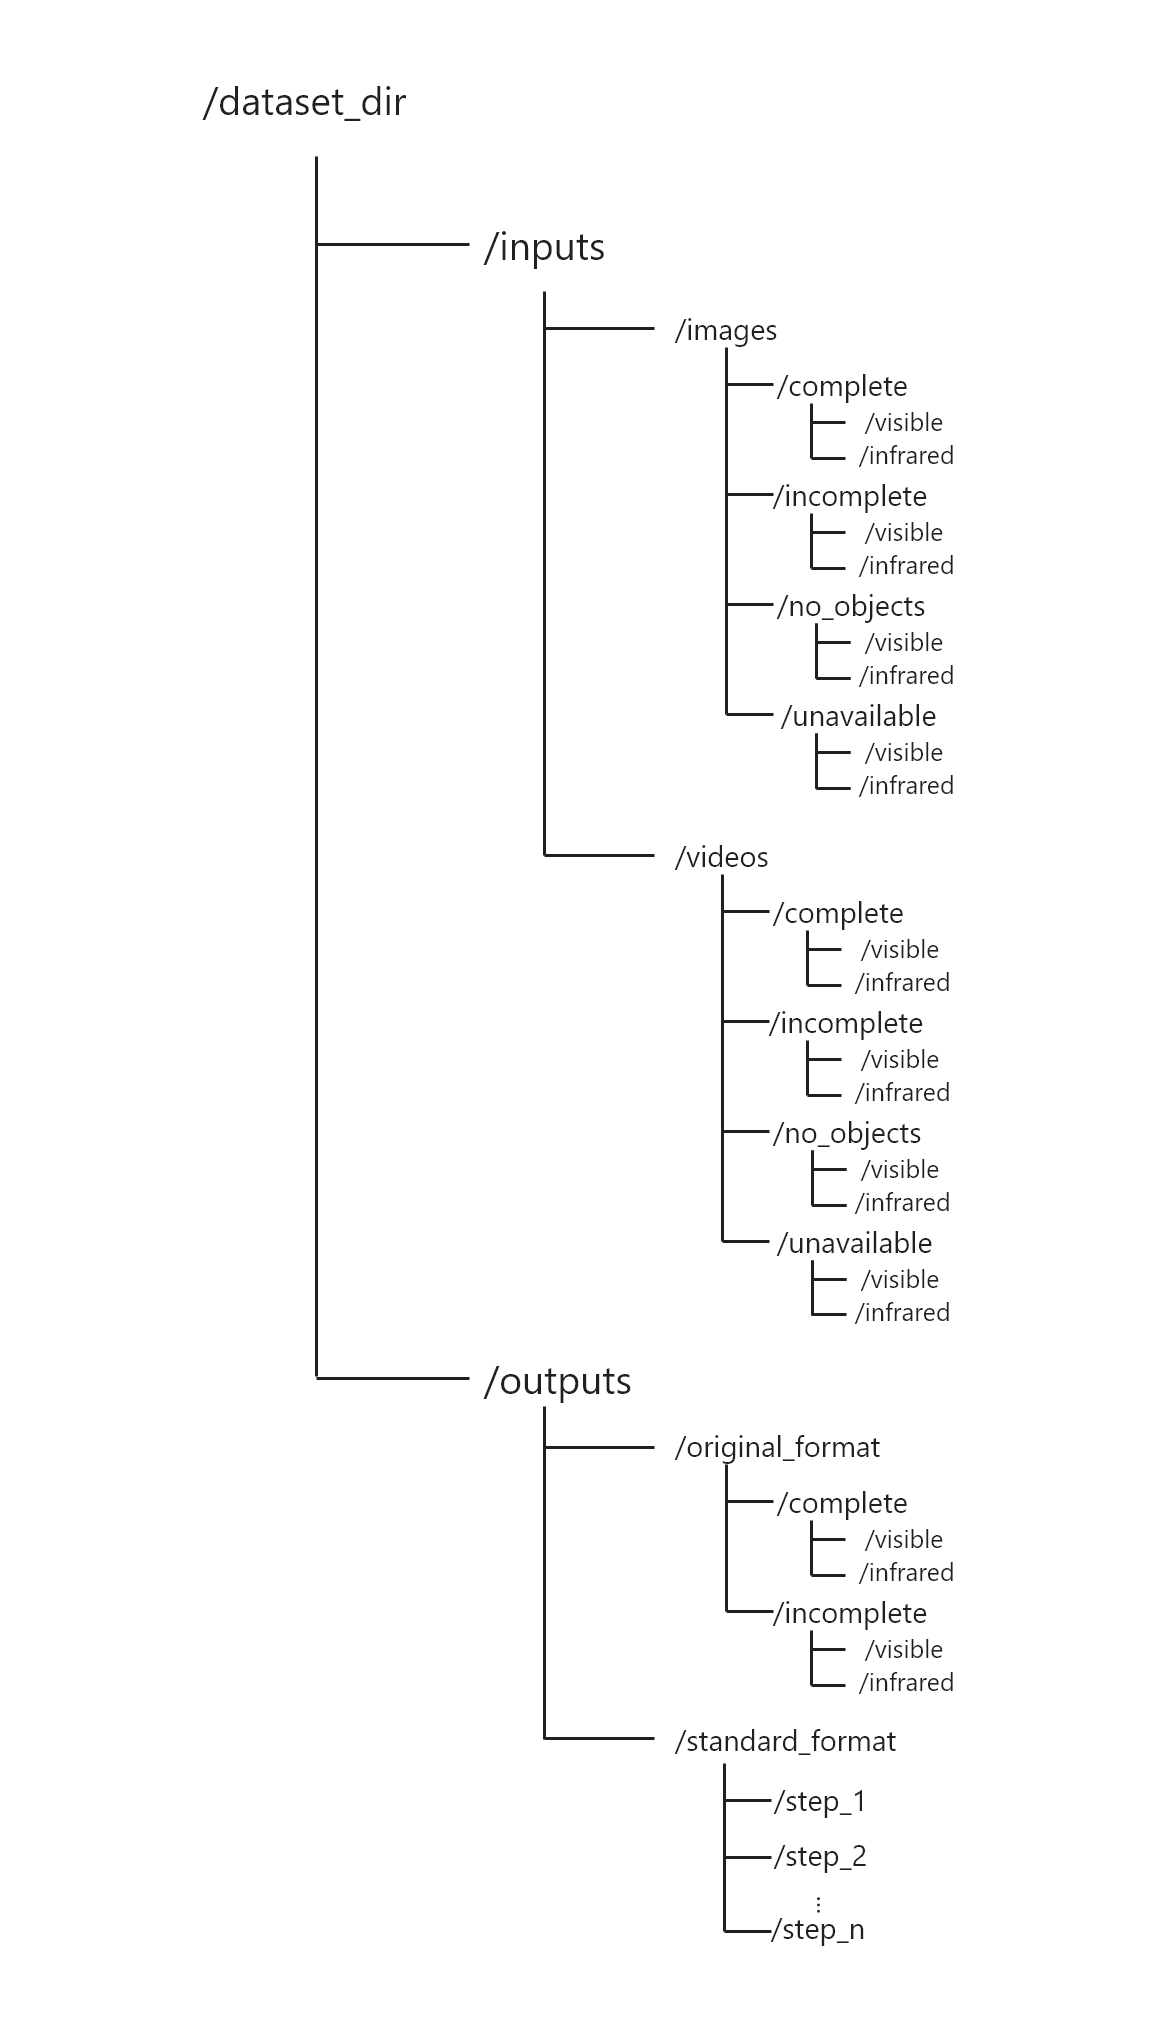 /dataset_dir
/inputs
/images
/complete
/visible
/infrared
/incomplete
/visible
/infrared
/no_objects
/visible
/infrared
/unavailable
/visible
/infrared
/videos
/complete
/visible
/infrared
/incomplete
/visible
/infrared
/no_objects
/visible
/infrared
/unavailable
/visible
/infrared
/outputs
/original_format
/complete
/visible
/infrared
/incomplete
/visible
/infrared
/standard_format
/step_1
/step_2
⋮
/step_n